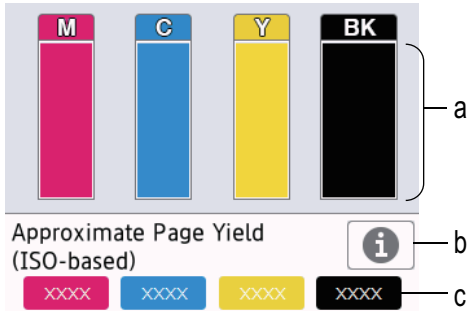 M C Y BK
a
Approximate Page Yield
(ISO-based)
i
b
XXXX XXXX XXXX XXXX
c